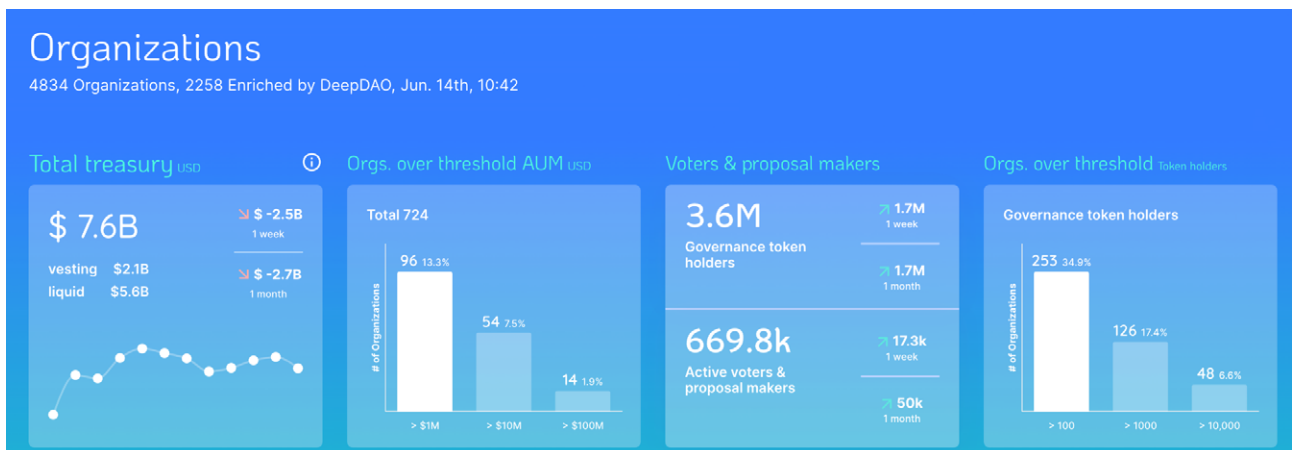 Organizations
4834 Organizations, 2258 Enriched by DeepDAO, Jun. 14th, 10:42
Total treasury USD
$ 7.6B
$ -2.5B
1 week
vesting $2.1B
liquid $5.6B
$ -2.7B
1 month
Orgs. over threshold AUM USD
Total 724
# of Organizations
96 13.3%
54 7.5%
14 1.9%
> $1M > $10M > $100M
Voters & proposal makers
3.6M
Governance token
holders
1.7M
1 week
1.7M
1 month
669.8k
Active voters &
proposal makers
17.3k
1 week
50k
1 month
Orgs. over threshold Token holders
Governance token holders
# of Organizations
253 34.9%
126 17.4%
48 6.6%
> 100 > 1000 > 10,000